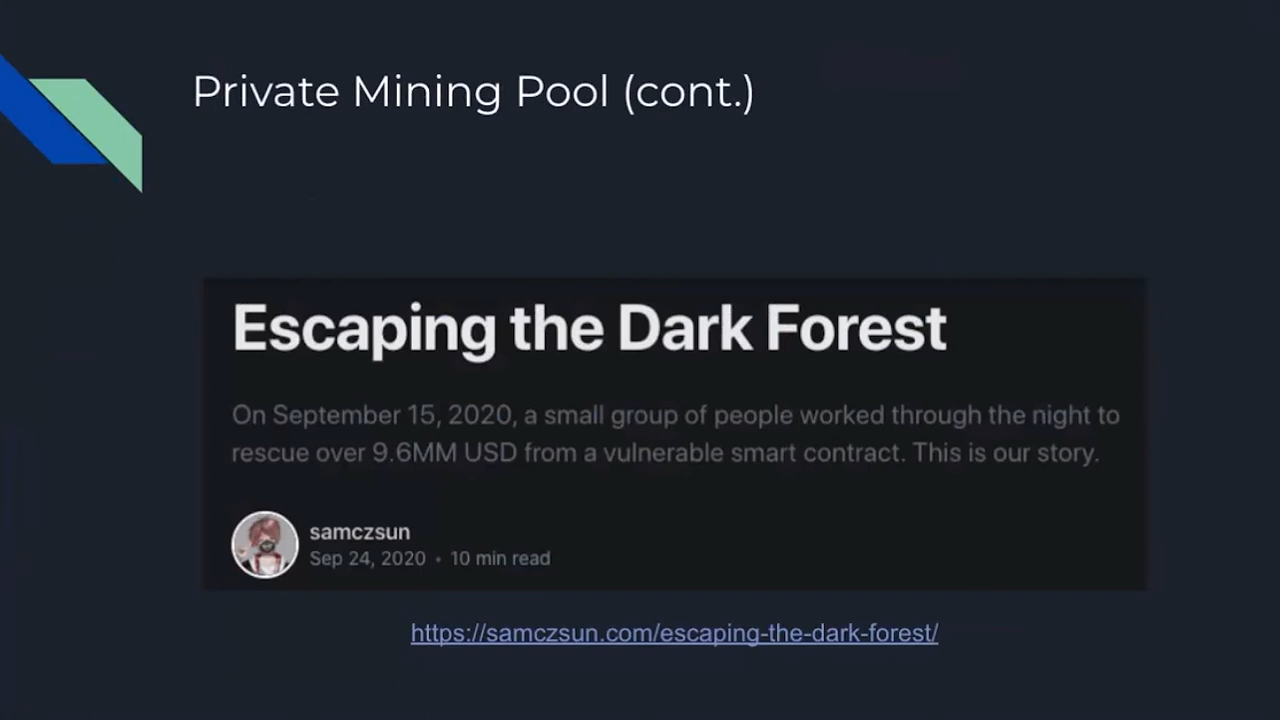 Private Mining Pool (cont.)
Escaping the Dark Forest
On September 15, 2020, a small group of people worked through the night to
rescue over 9.6MM USD from a vulnerable smart contract. This is our story.
samczsun
Sep 24, 2020 • 10 min read
https://samczsun.com/escaping-the-dark-forest/